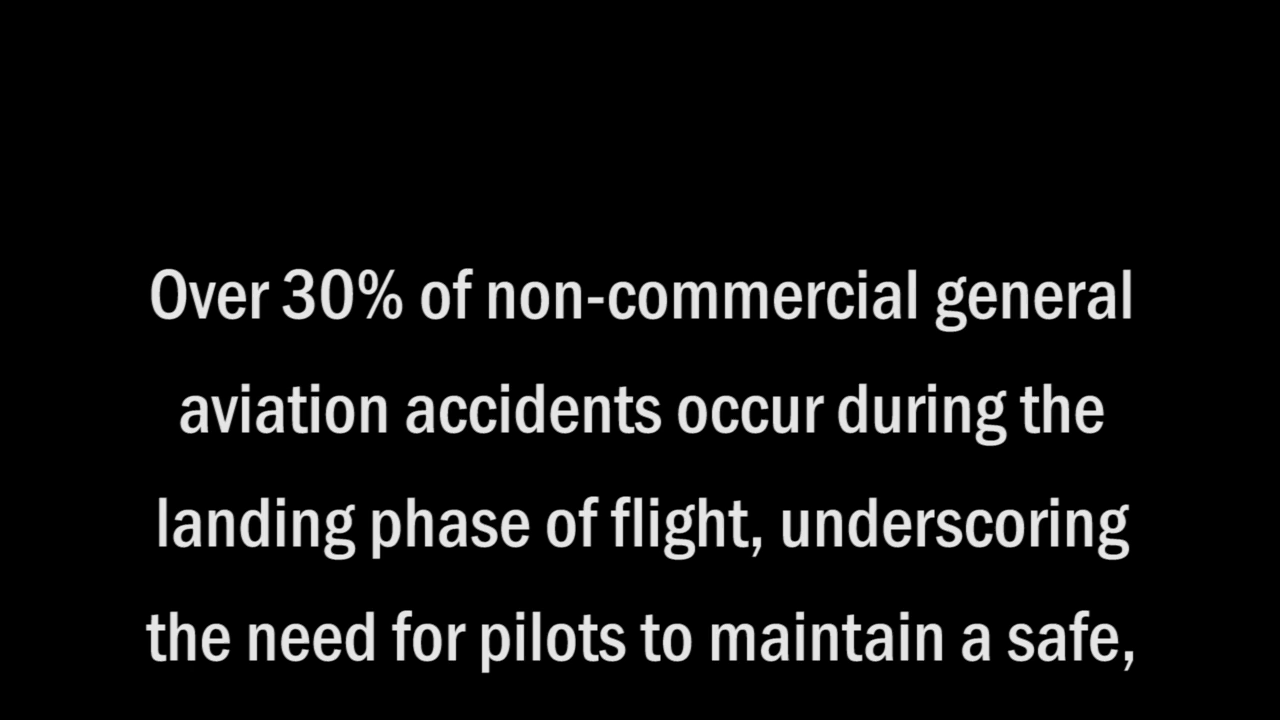 Over 30% of non-commercial general
aviation accidents occur during the
landing phase of flight, underscoring
the need for pilots to maintain a safe,